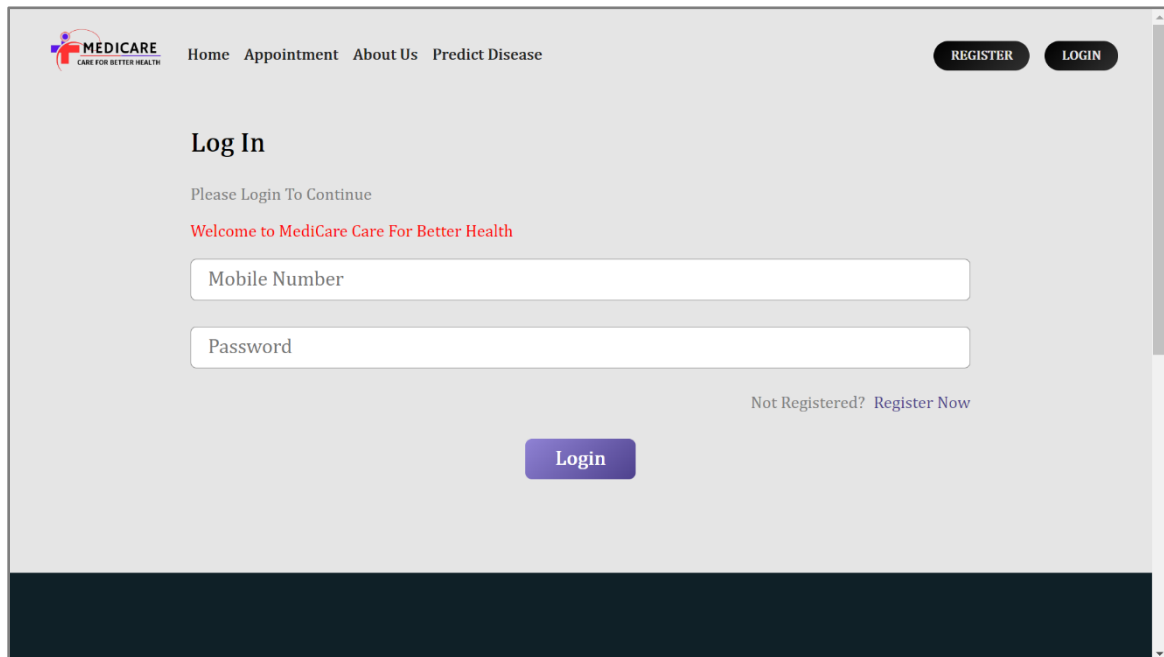 MEDICARE
CARE FOR BETTER HEALTH
Home Appointment About Us Predict Disease
REGISTER LOGIN
Log In
Please Login To Continue
Welcome to MediCare Care For Better Health
Mobile Number
Password
Not Registered? Register Now
Login